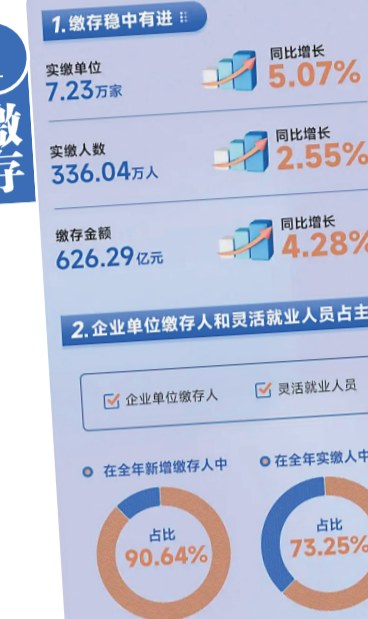 缴存
1.缴存稳中有进
实缴单位
7.23万家
同比增长
5.07%
实缴人数
336.04万人
同比增长
2.55%
缴存金额
626.29亿元
同比增长
4.28%
2.企业单位缴存人和灵活就业人员占主
企业单位缴存人
灵活就业人员
在全年新增缴存人中
占比
90.64%
在全年实缴人中
占比
73.25%